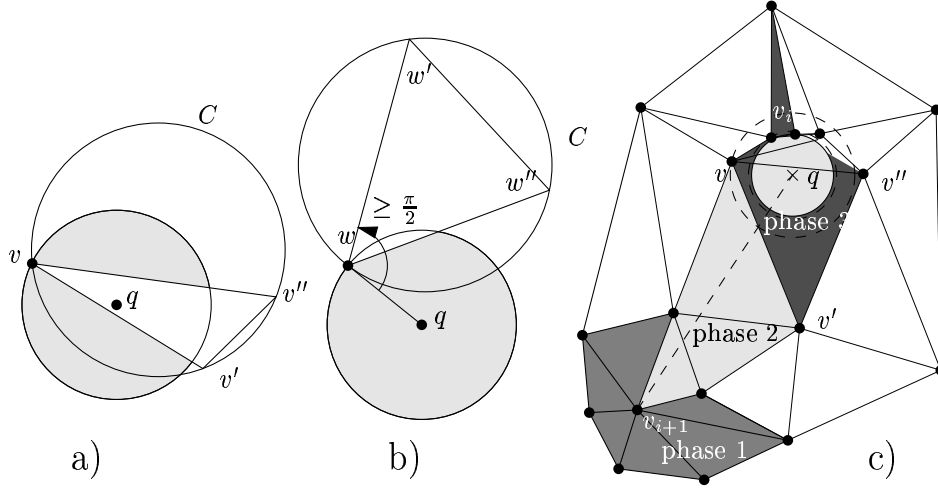 C
v
q
v''
v'
a)
w'
C
w''
≥ π/2
w
q
b)
v_i
v
q
v''
phase 3
v'
phase 2
v_{i+1}
phase 1
c)